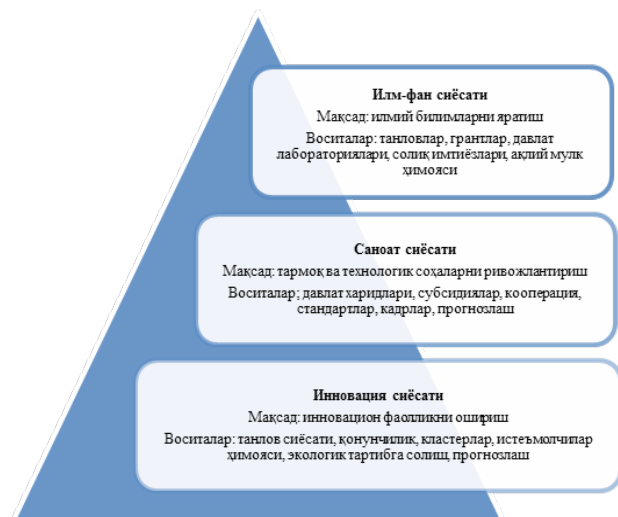 Илм-фан сиёсати
Мақсад: илмий билимларни яратиш
Воситалар: танловлар, грантлар, давлат
лабораториялари, солиқ имтиёзлари, ақлий мулк
ҳимояси
Саноат сиёсати
Мақсад: тармоқ ва технологик соҳаларни ривожлантириш
Воситалар; давлат харидлари, субсидиялар, кооперация,
стандартлар, кадрлар, прогнозлаш
Инновация сиёсати
Мақсад: инновацион фаолликни ошириш
Воситалар: танлов сиёсати, қонунчилик, кластерлар, истеъмолчилар
ҳимояси, экологик тартибга солиш, прогнозлаш